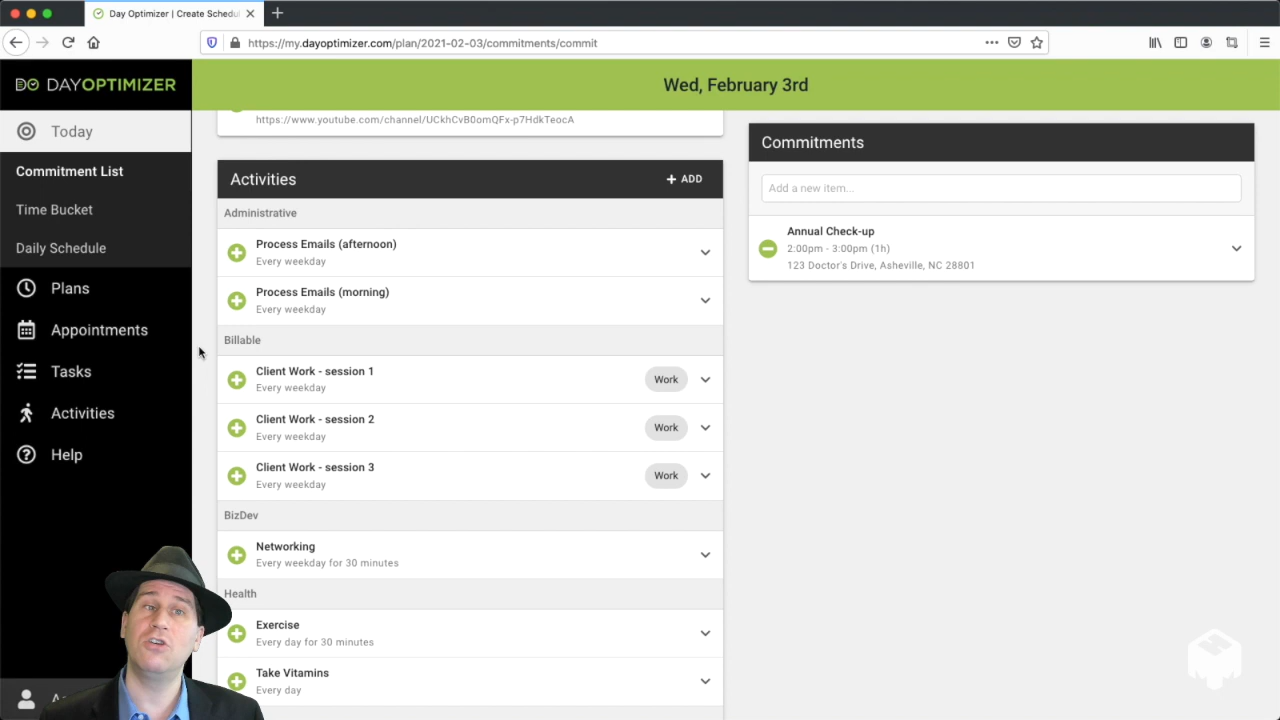 Day Optimizer | Create Schedul
https://my.dayoptimizer.com/plan/2021-02-03/commitments/commit
DAYOPTIMIZER
Wed, February 3rd
Today
Commitment List
Time Bucket
Daily Schedule
Plans
Appointments
Tasks
Activities
Help
https://www.youtube.com/channel/UCkhCvB0omQFx-p7HdkTeocA
Activities
+ ADD
Administrative
Process Emails (afternoon)
Every weekday
Process Emails (morning)
Every weekday
Billable
Client Work - session 1
Every weekday
Work
Client Work - session 2
Every weekday
Work
Client Work - session 3
Every weekday
Work
BizDev
Networking
Every weekday for 30 minutes
Health
Exercise
Every day for 30 minutes
Take Vitamins
Every day
Commitments
Add a new item...
Annual Check-up
2:00pm - 3:00pm (1h)
123 Doctor's Drive, Asheville, NC 28801